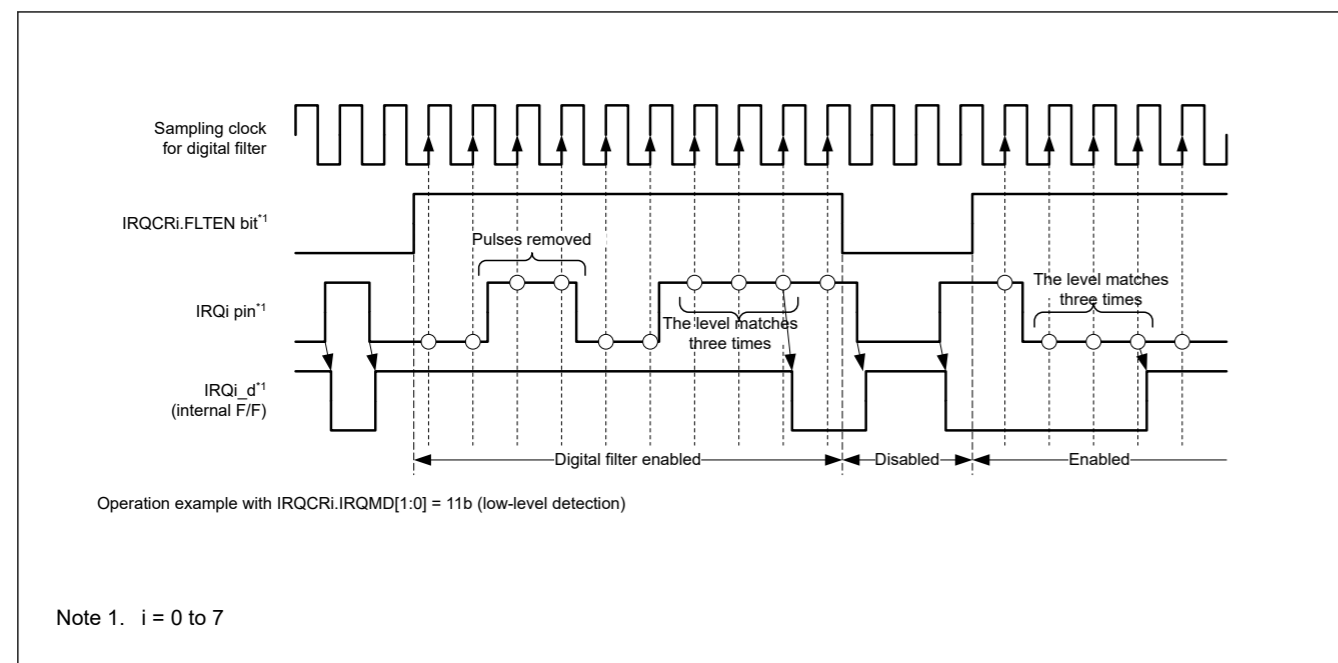 Sampling clock
for digital filter
IRQCRi.FLTEN bit*1
Pulses removed
IRQi pin*1
The level matches
three times
The level matches
three times
IRQi_d*1
(internal F/F)
Digital filter enabled
Disabled
Enabled
Operation example with IRQCRi.IRQMD[1:0] = 11b (low-level detection)
Note 1. i = 0 to 7